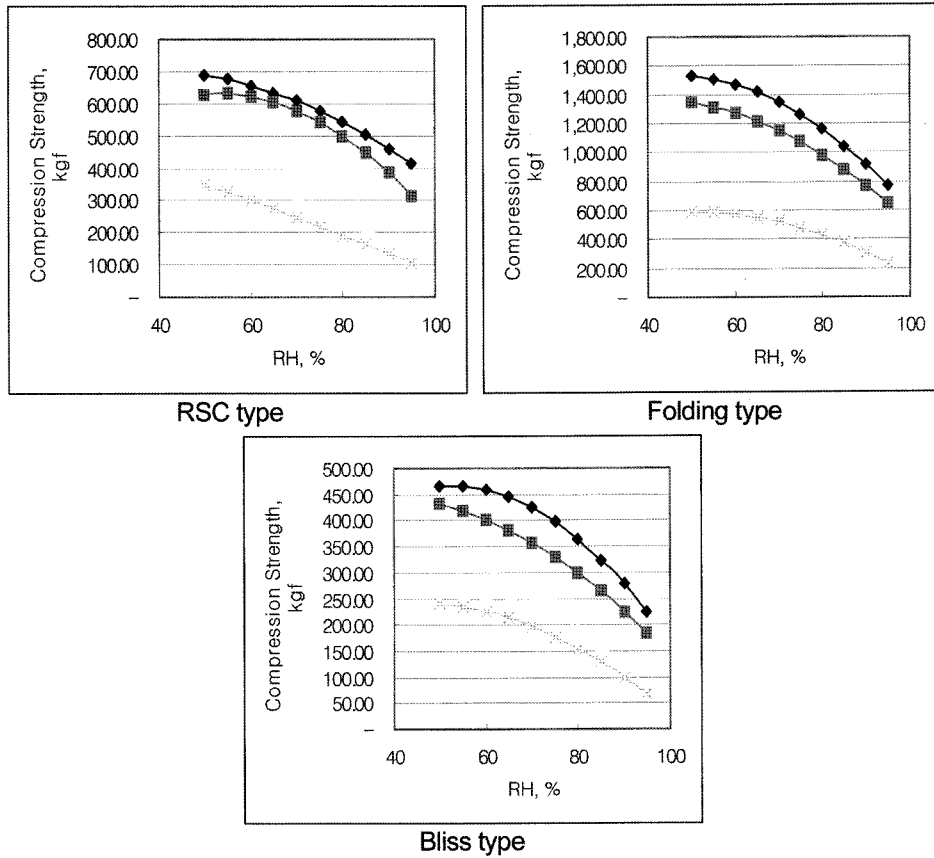 800.00
700.00
600.00
500.00
400.00
300.00
200.00
100.00
–
Compression Strength,
kgf
40 60 80 100
RH, %
RSC type
1,800.00
1,600.00
1,400.00
1,200.00
1,000.00
800.00
600.00
400.00
200.00
–
Compression Strength,
kgf
40 60 80 100
RH, %
Folding type
500.00
450.00
400.00
350.00
300.00
250.00
200.00
150.00
100.00
50.00
–
Compression Strength,
kgf
40 60 80 100
RH, %
Bliss type